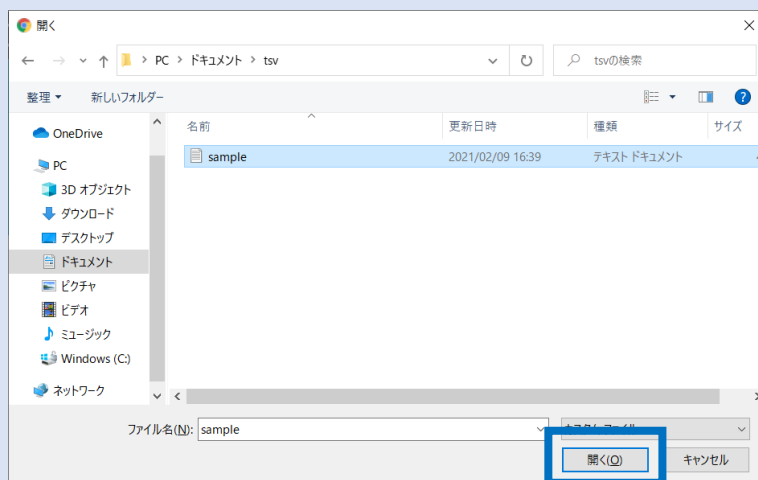 開く
PC > ドキュメント > tsv
tsvの検索
整理
新しいフォルダー
名前
更新日時
種類
サイズ
sample
2021/02/09 16:39
テキスト ドキュメント
OneDrive
PC
3D オブジェクト
ダウンロード
デスクトップ
ドキュメント
ピクチャ
ビデオ
ミュージック
Windows (C:)
ネットワーク
ファイル名(N):
sample
開く(O)
キャンセル